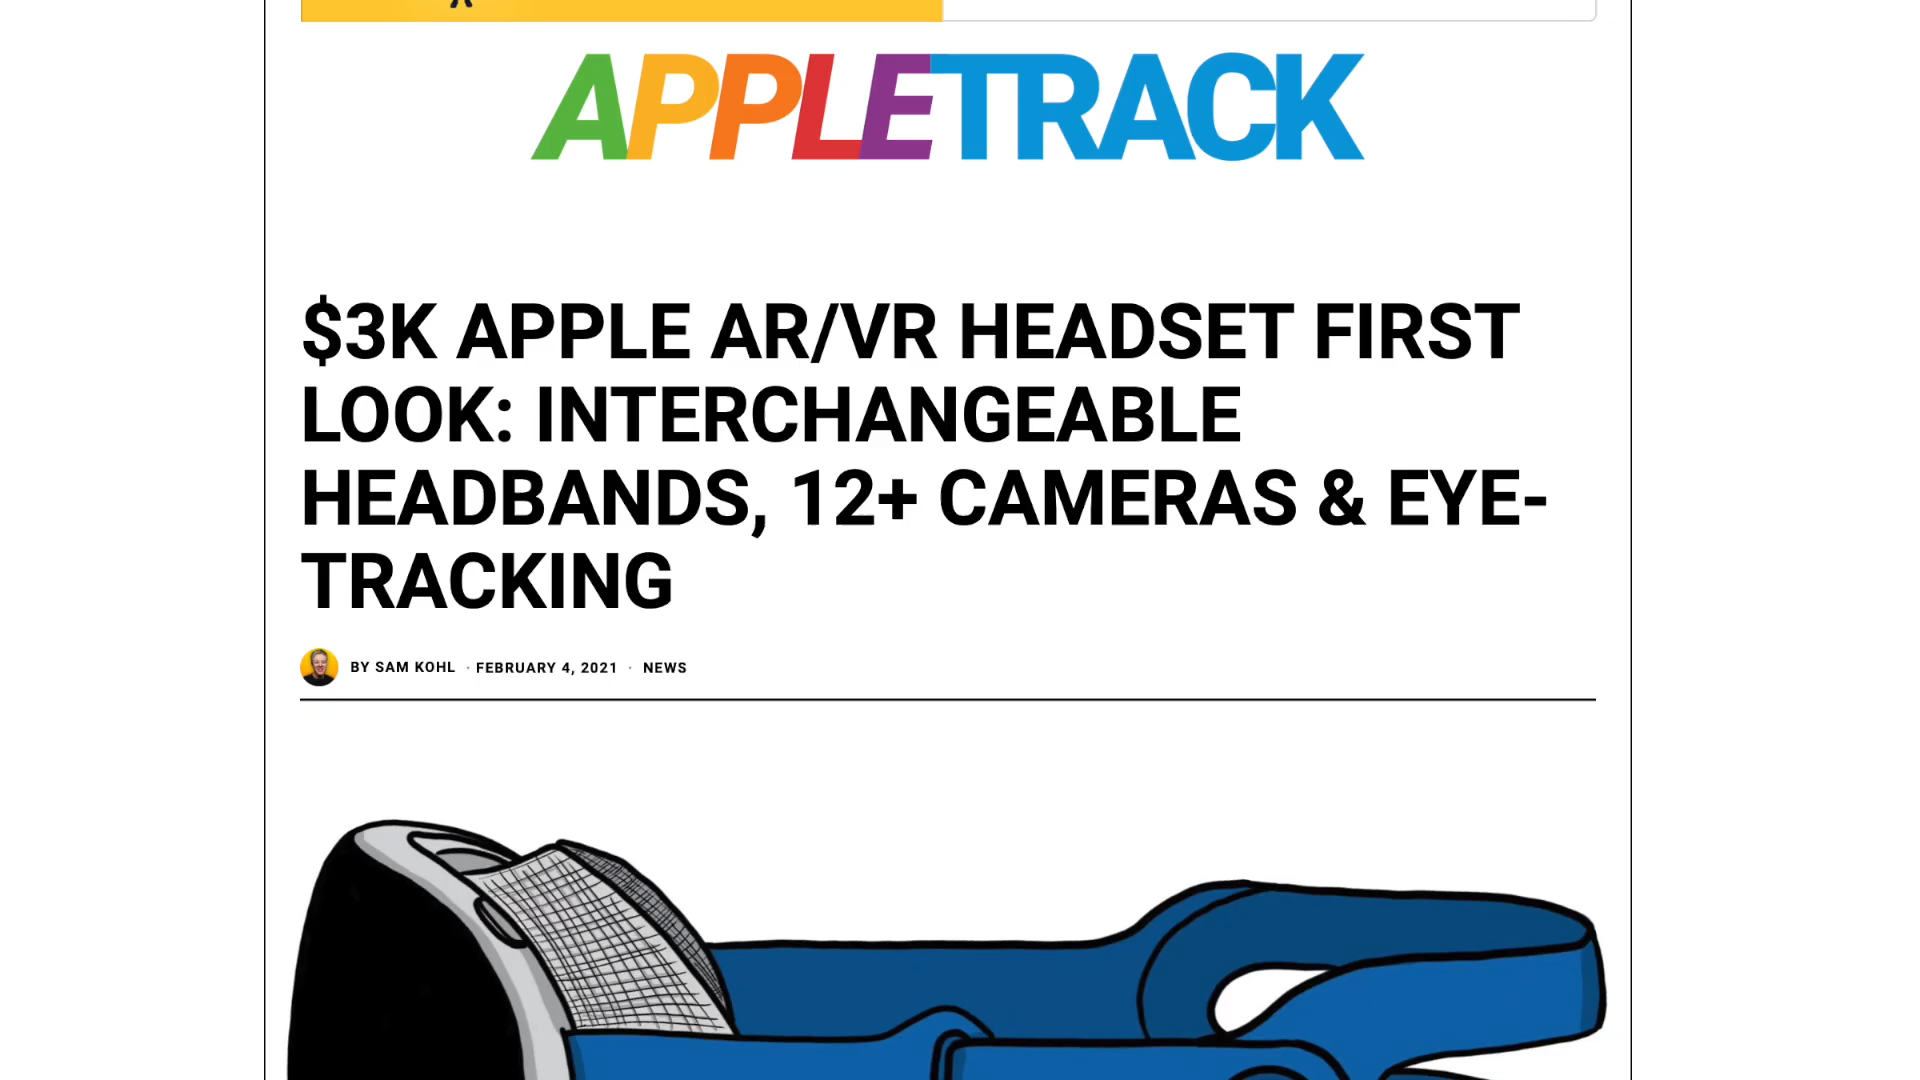 APPLETRACK
$3K APPLE AR/VR HEADSET FIRST
LOOK: INTERCHANGEABLE
HEADBANDS, 12+ CAMERAS & EYE-
TRACKING
BY SAM KOHL · FEBRUARY 4, 2021 · NEWS